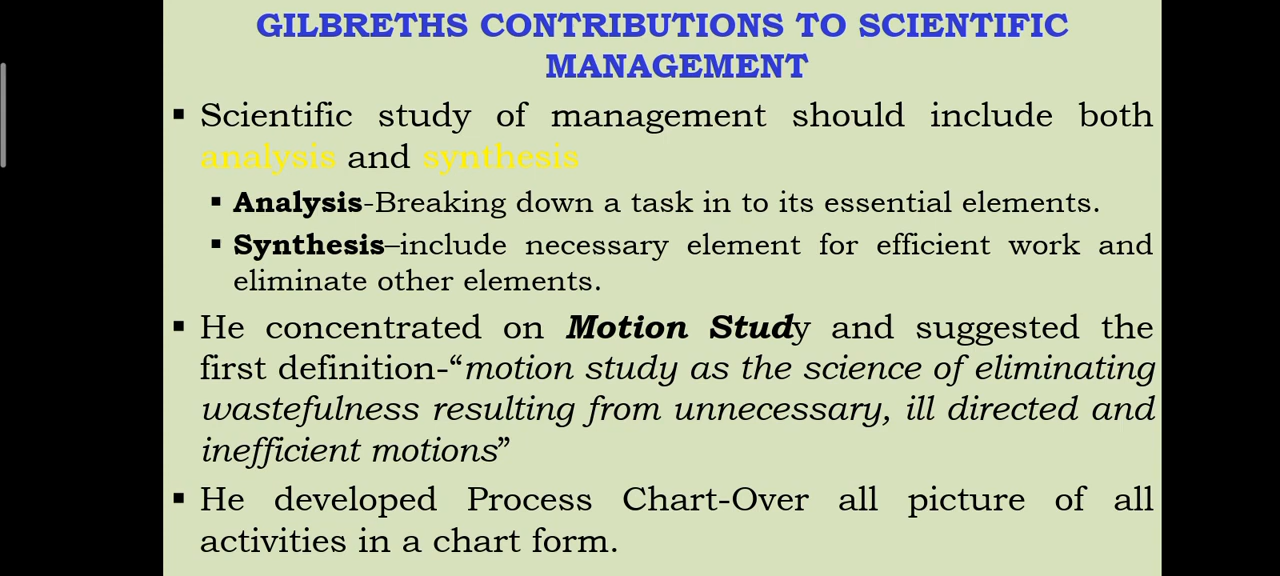 GILBRETHS CONTRIBUTIONS TO SCIENTIFIC
MANAGEMENT
▪ Scientific study of management should include both
analysis and synthesis
▪ Analysis-Breaking down a task in to its essential elements.
▪ Synthesis–include necessary element for efficient work and
eliminate other elements.
▪ He concentrated on Motion Study and suggested the
first definition-“motion study as the science of eliminating
wastefulness resulting from unnecessary, ill directed and
inefficient motions”
▪ He developed Process Chart-Over all picture of all
activities in a chart form.